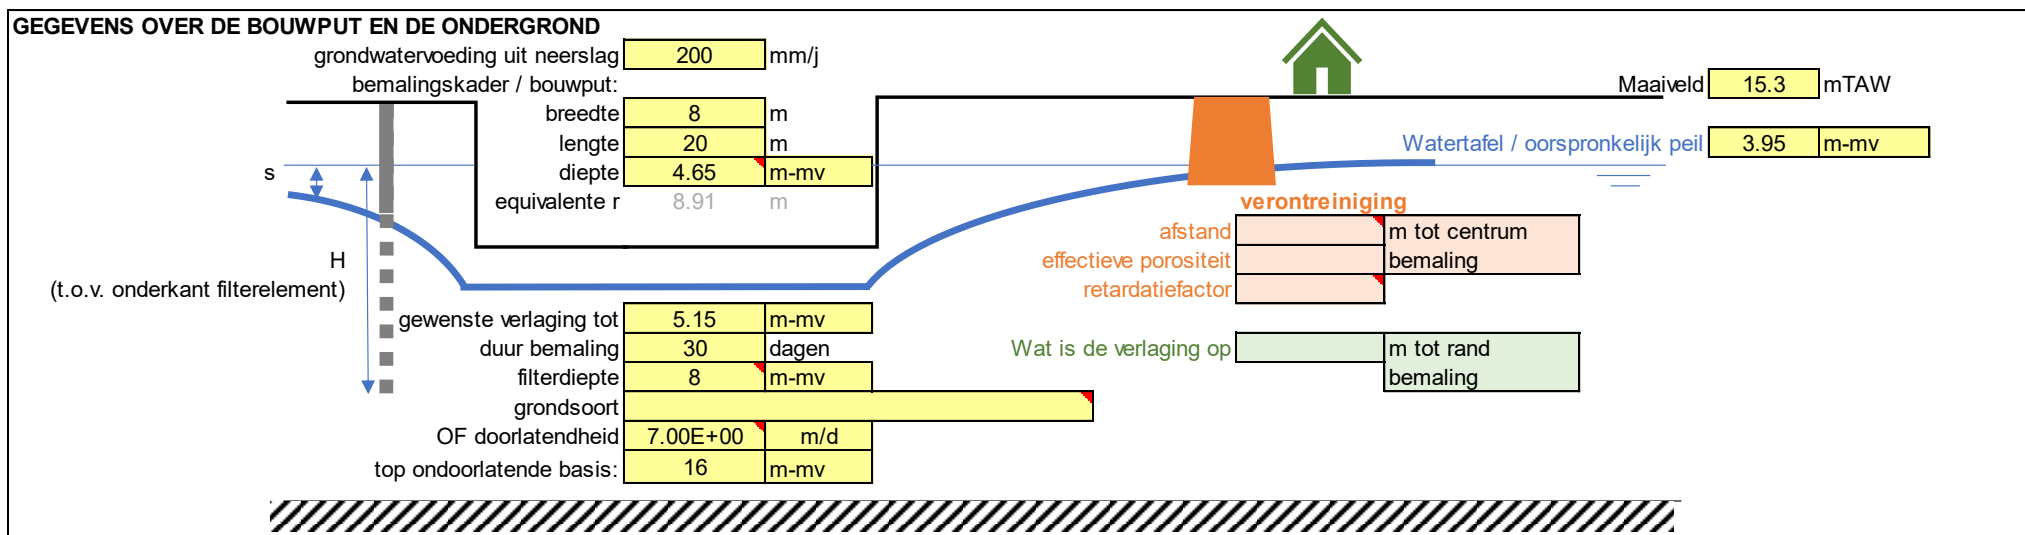 GEGEVENS OVER DE BOUWPUT EN DE ONDERGROND
grondwatervoeding uit neerslag 200 mm/j
bemalingskader / bouwput:
Maaiveld 15.3 mTAW
breedte 8 m
lengte 20 m
Watertafel / oorspronkelijk peil 3.95 m-mv
s
diepte 4.65 m-mv
equivalente r 8.91 m
verontreiniging
afstand m tot centrum
H
effectieve porositeit bemaling
(t.o.v. onderkant filterelement)
retardatiefactor
gewenste verlaging tot 5.15 m-mv
duur bemaling 30 dagen
Wat is de verlaging op m tot rand
filterdiepte 8 m-mv
bemaling
grondsoort
OF doorlatendheid 7.00E+00 m/d
top ondoorlatende basis: 16 m-mv